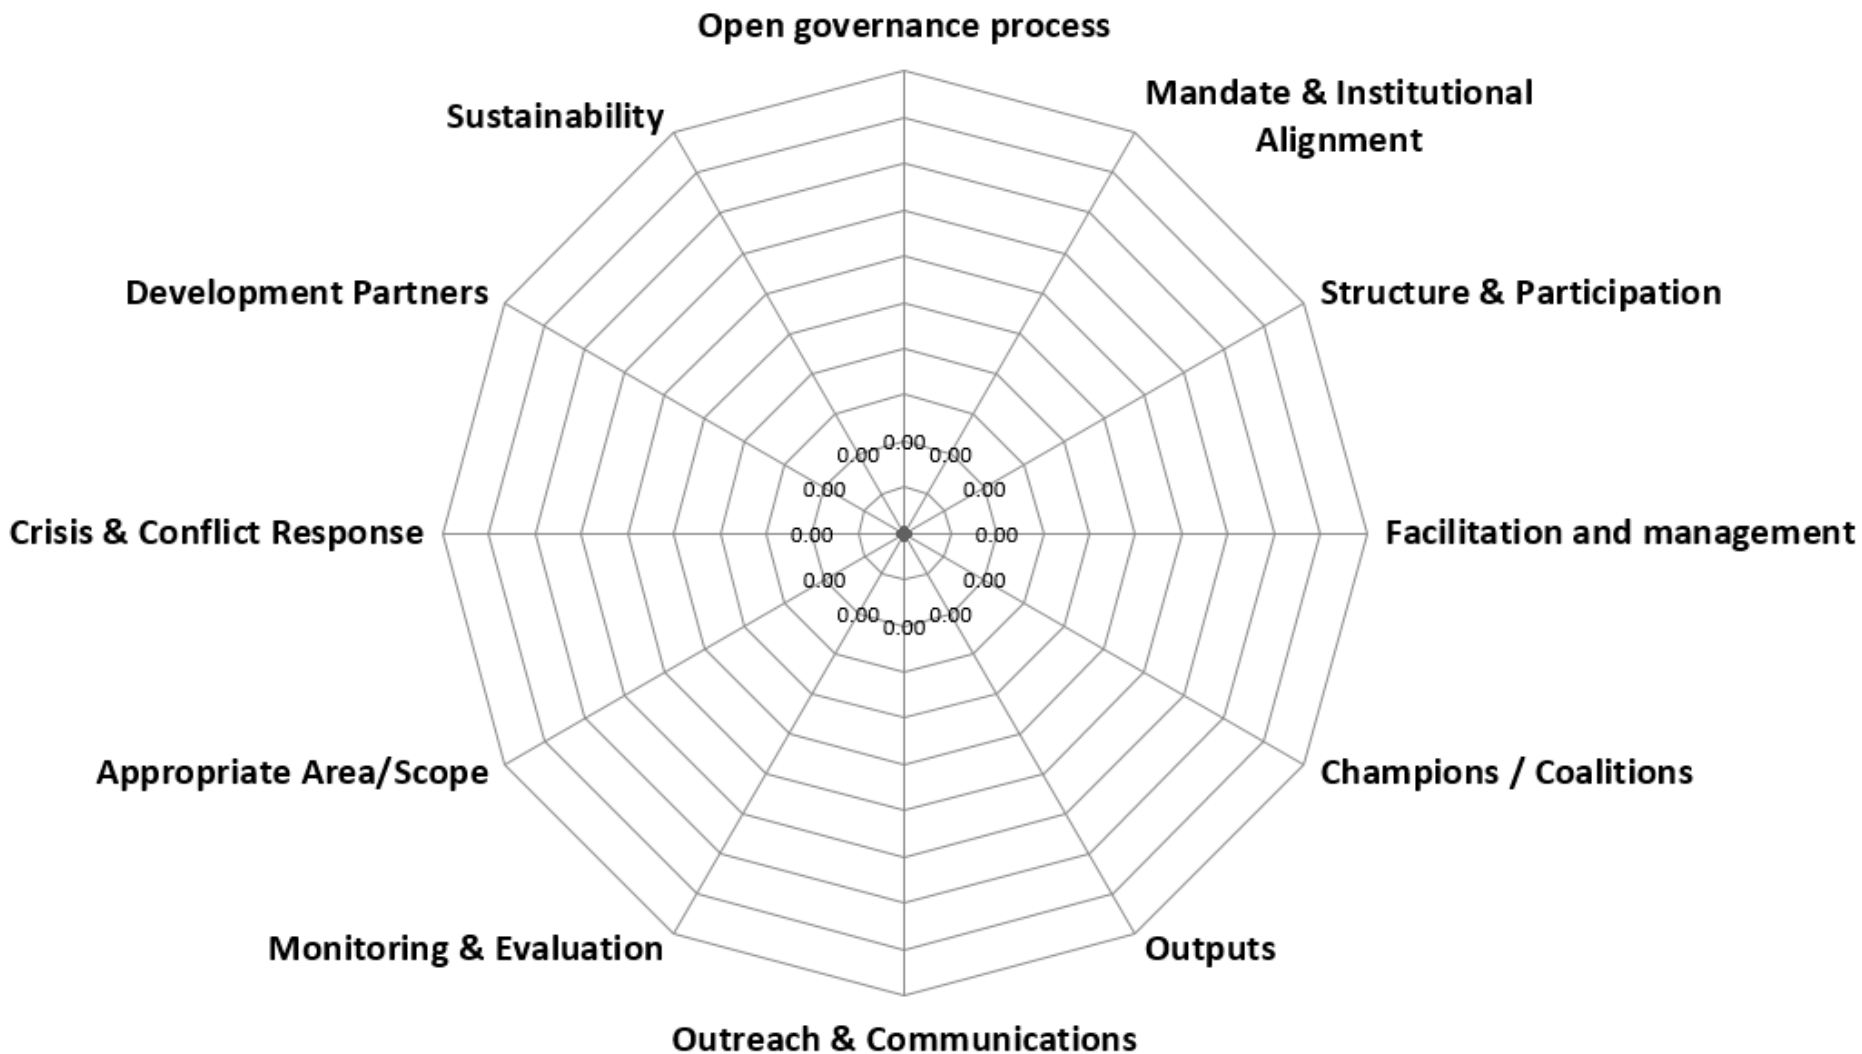 Open governance process
Mandate & Institutional
Alignment
Sustainability
Development Partners
Structure & Participation
0.00
0.00
0.00
0.00
0.00
Crisis & Conflict Response
0.00
0.00
Facilitation and management
0.00
0.00
0.00
0.00
0.00
Appropriate Area/Scope
Champions / Coalitions
Monitoring & Evaluation
Outputs
Outreach & Communications